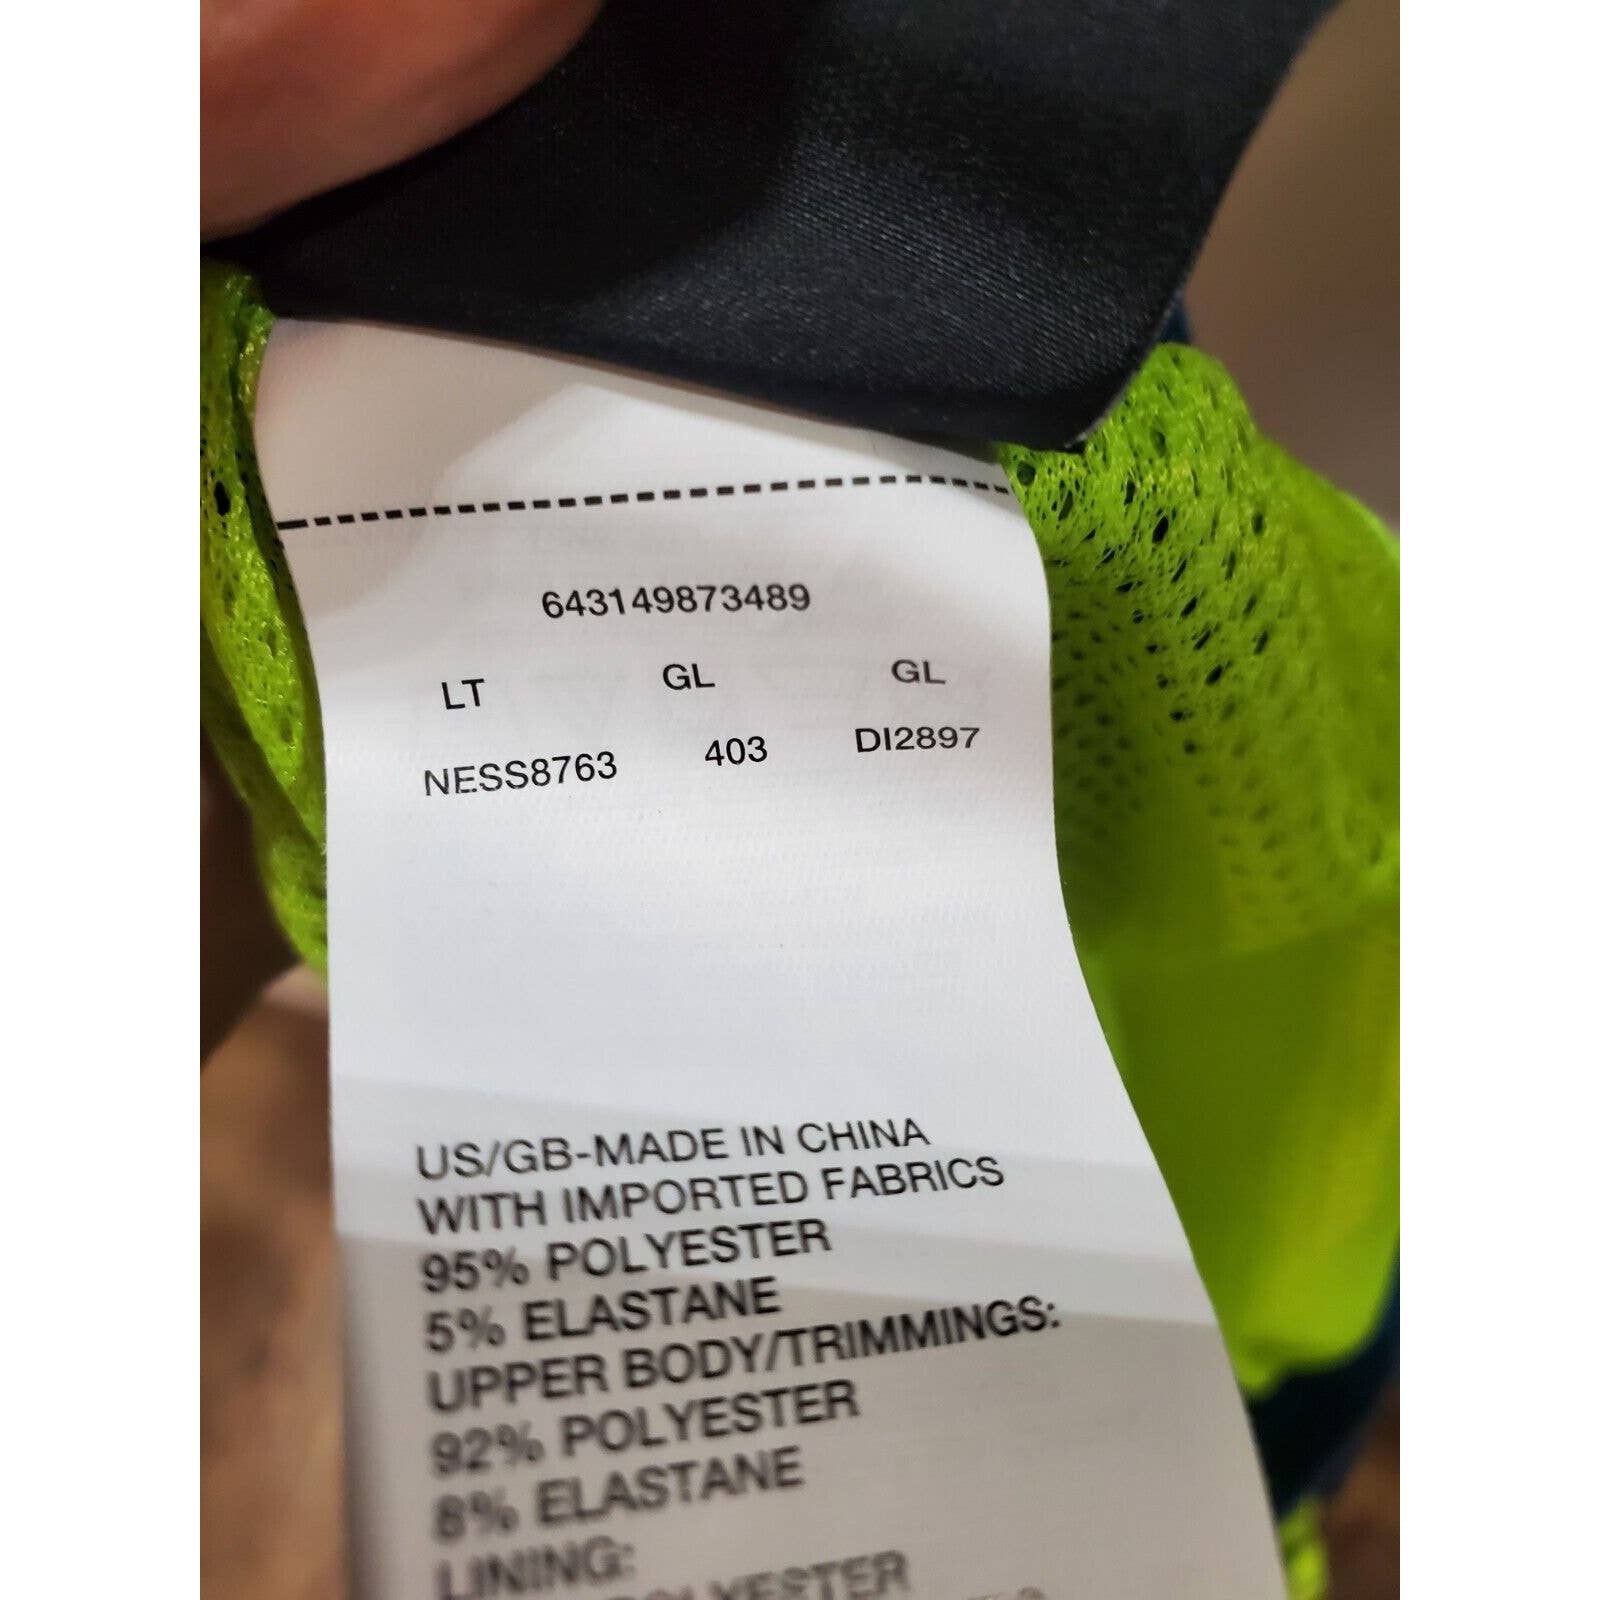 643149873489
LT GL GL
NESS8763 403 DI2897
US/GB-MADE IN CHINA
WITH IMPORTED FABRICS
95% POLYESTER
5% ELASTANE
UPPER BODY/TRIMMINGS:
92% POLYESTER
8% ELASTANE
LINING:
POLYESTER